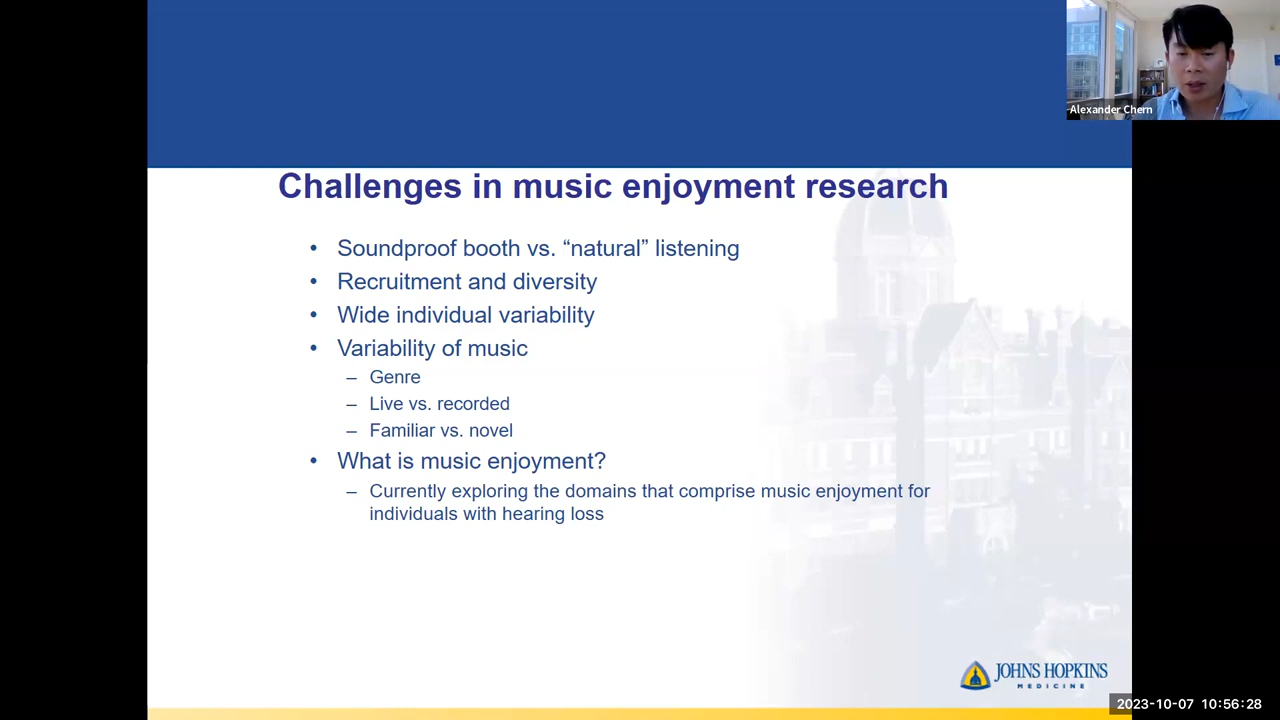 Alexander Chern
Challenges in music enjoyment research
• Soundproof booth vs. “natural” listening
• Recruitment and diversity
• Wide individual variability
• Variability of music
– Genre
– Live vs. recorded
– Familiar vs. novel
• What is music enjoyment?
– Currently exploring the domains that comprise music enjoyment for
individuals with hearing loss
JOHNS HOPKINS
MEDICINE
2023-10-07 10:56:28